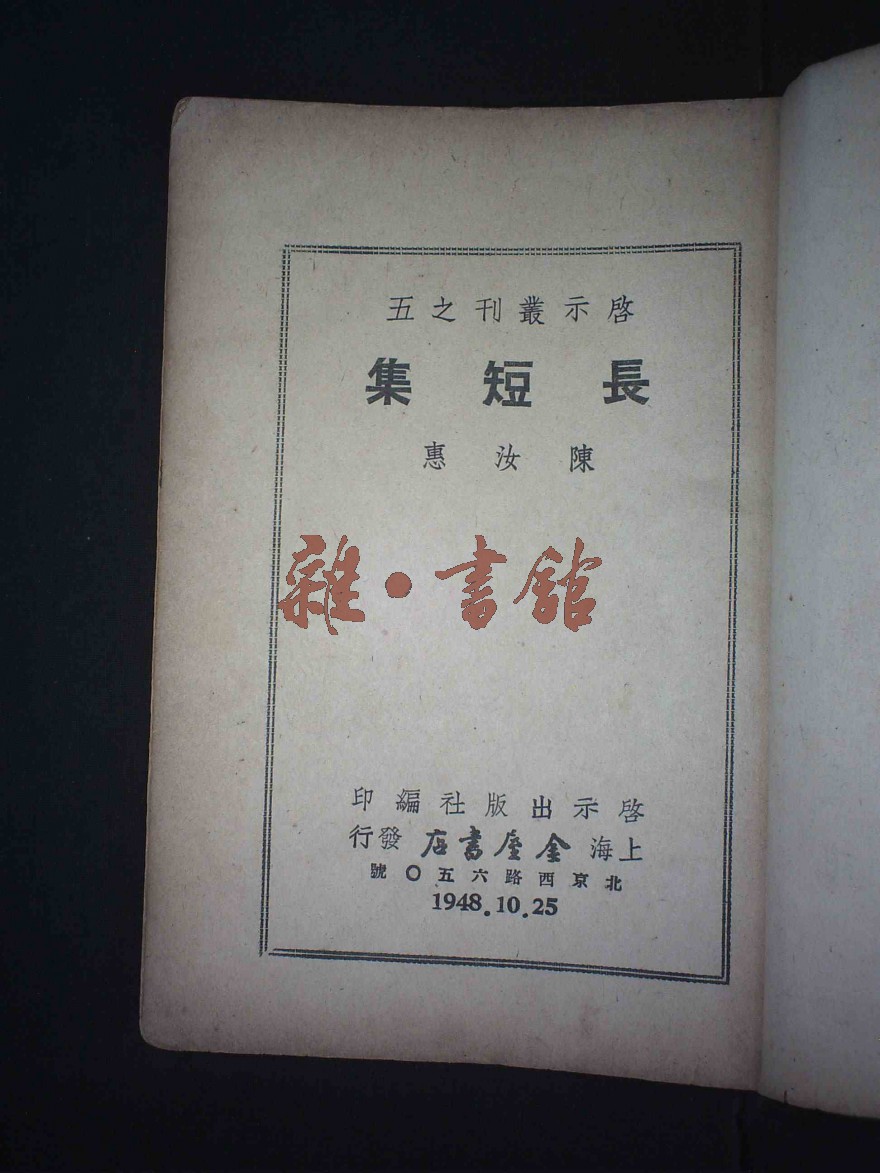 啓示叢刊之五
長短集
陳汝惠
雜·書館
啓示出版社編印
上海金屋書店發行
北京西路六五〇號
1948.10.25